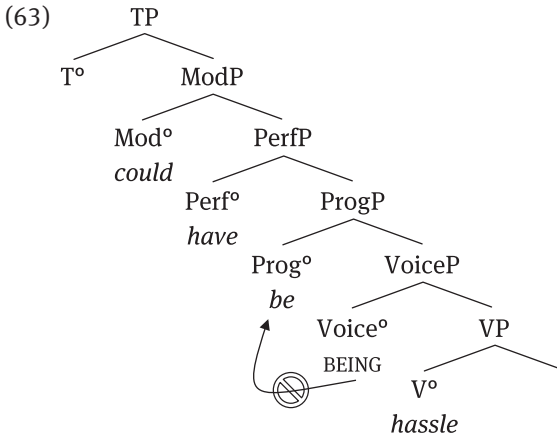 (63) TP
T° ModP
Mod° PerfP
could
Perf° ProgP
have
Prog° VoiceP
be
Voice° VP
BEING
V°
hassle